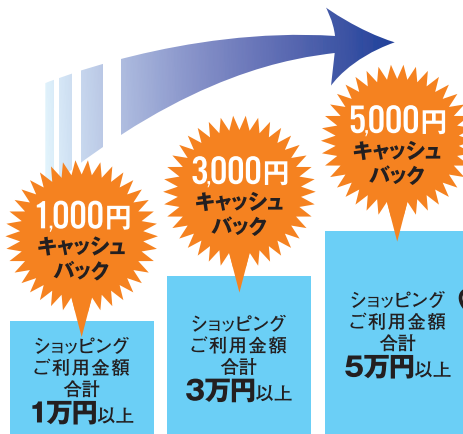 1,000円
キャッシュ
バック
ショッピング
ご利用金額
合計
1万円以上
3,000円
キャッシュ
バック
ショッピング
ご利用金額
合計
3万円以上
5,000円
キャッシュ
バック
ショッピング
ご利用金額
合計
5万円以上